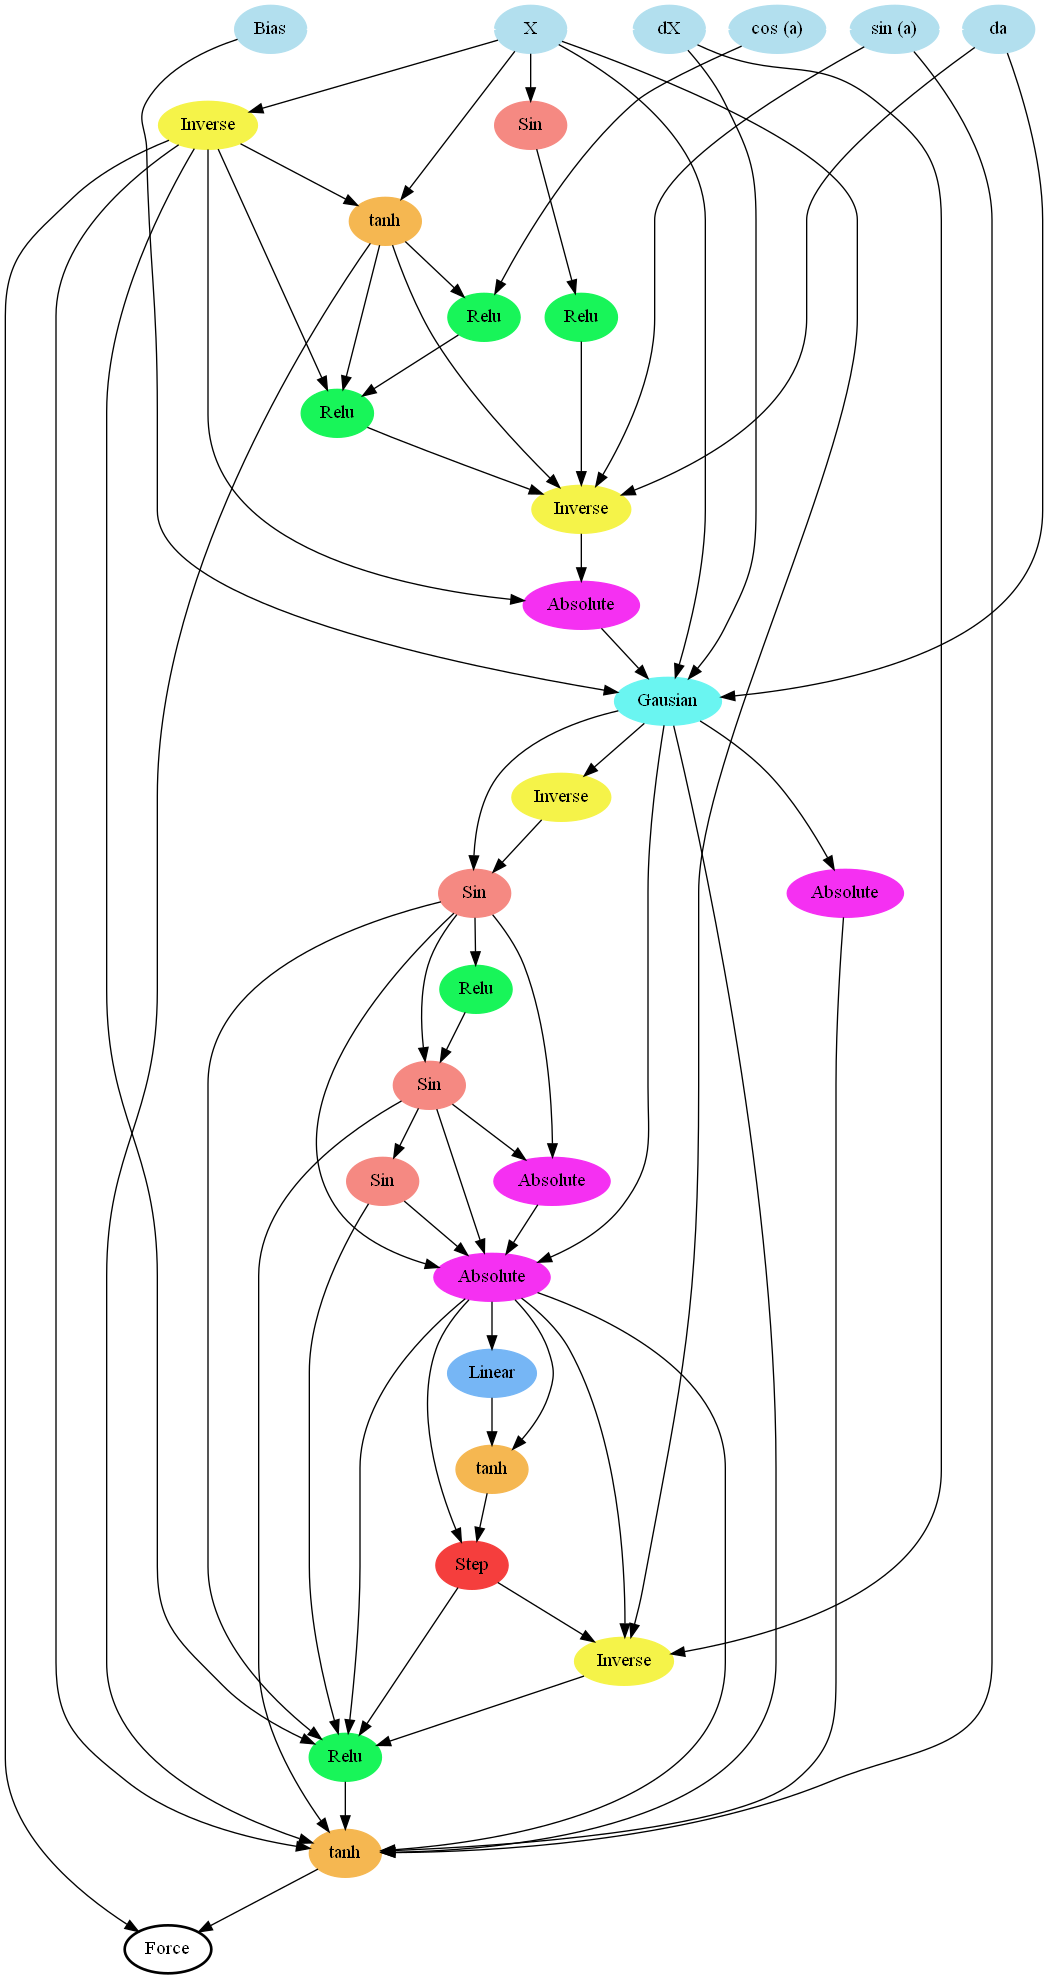 Bias X dX cos (a) sin (a) da
Inverse Sin
tanh
Relu Relu
Relu
Inverse
Absolute
Gausian
Inverse
Sin Absolute
Relu
Sin
Sin Absolute
Absolute
Linear
tanh
Step
Inverse
Relu
tanh
Force